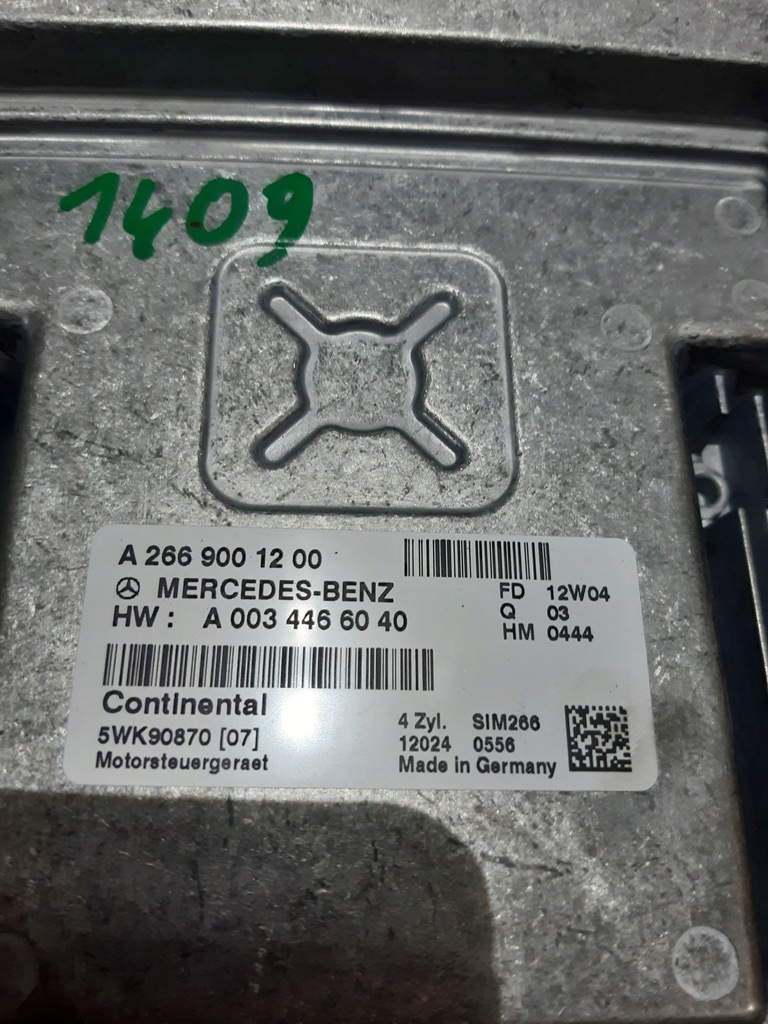 1409
A 266 900 12 00
MERCEDES-BENZ
HW : A 003 446 60 40
FD 12W04
Q 03
HM 0444
Continental
5WK90870 [07]
Motorsteuergeraet
4 Zyl. SIM266
12024 0556
Made in Germany